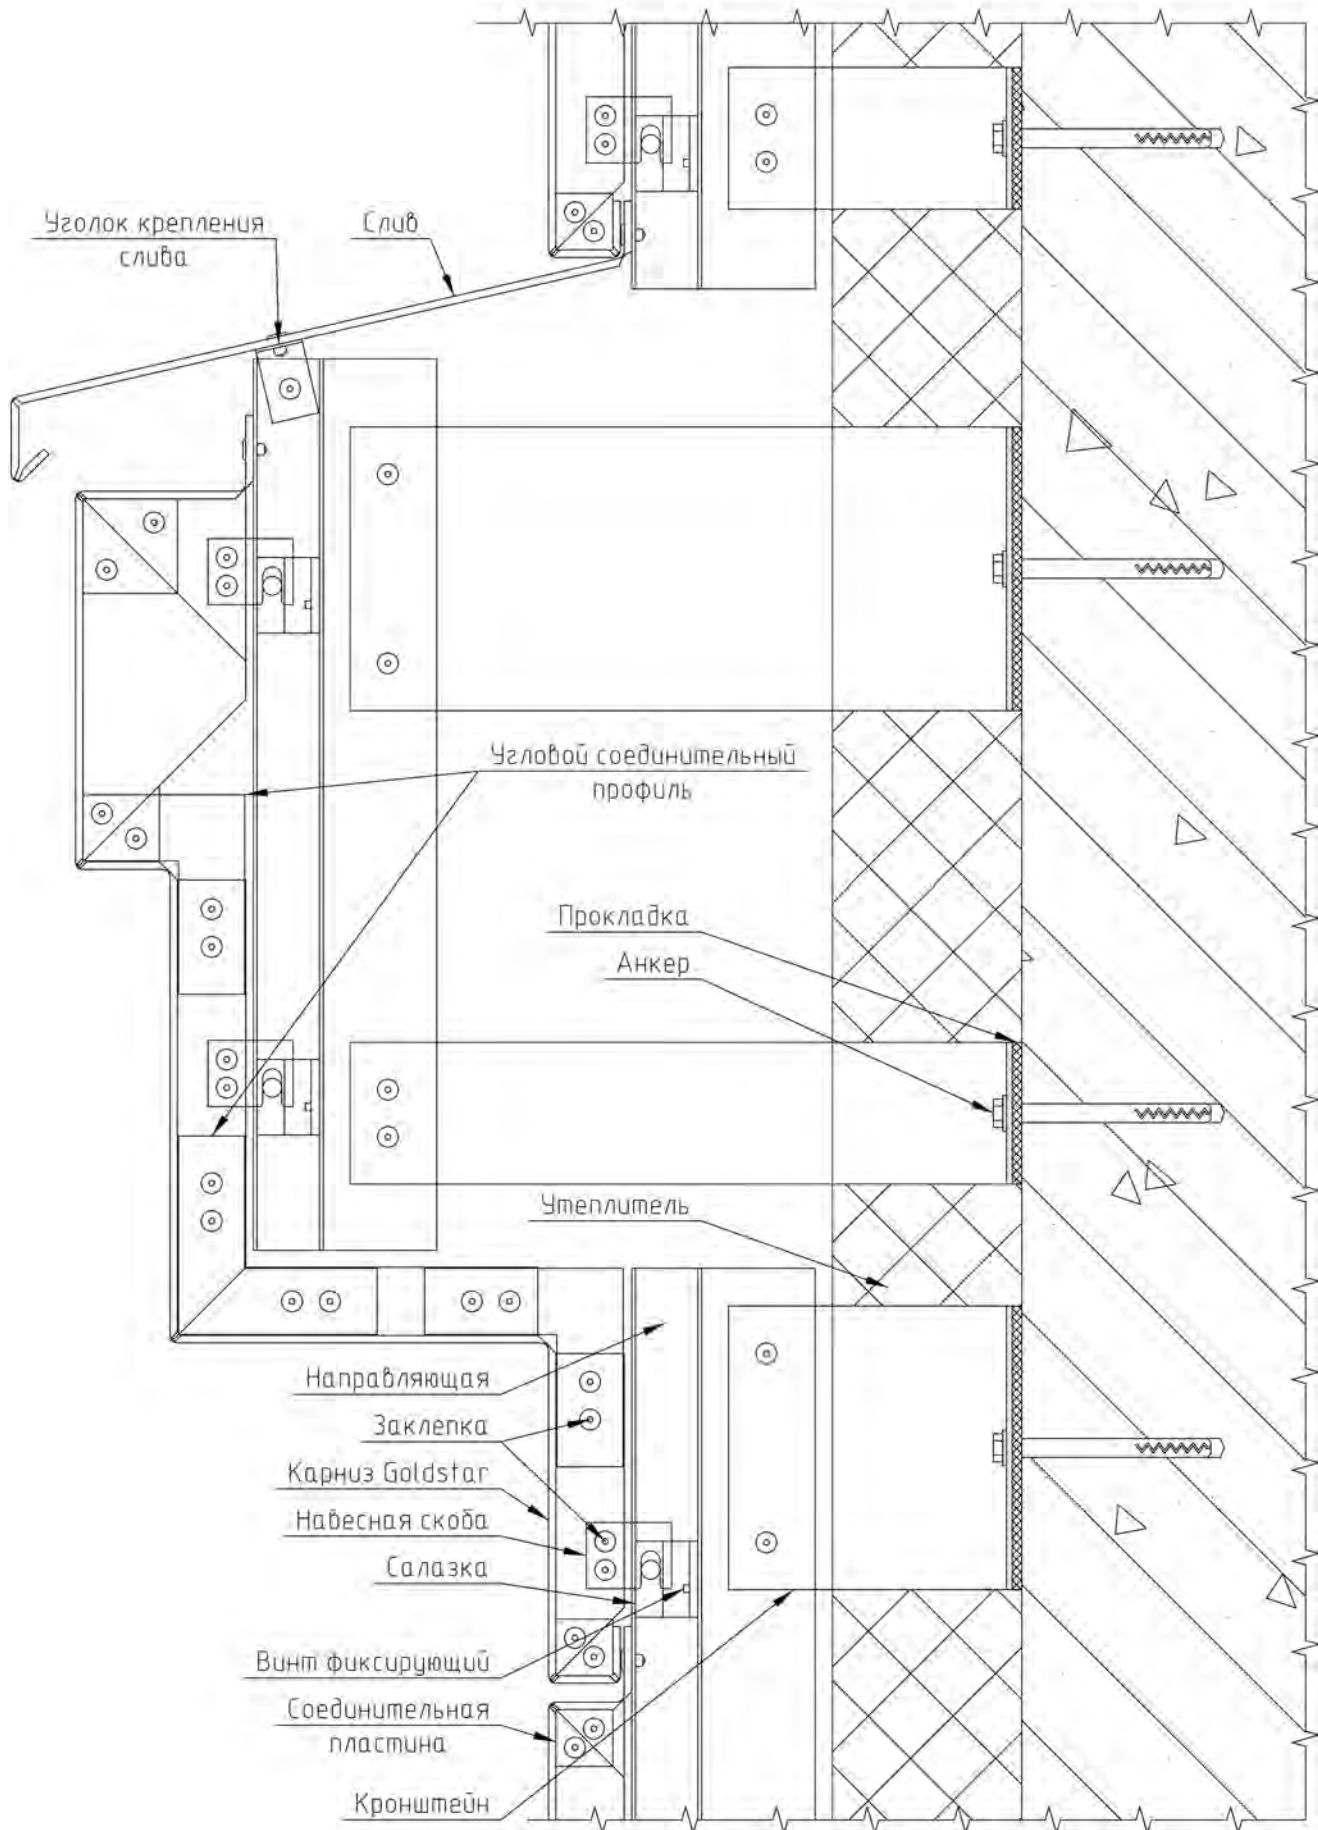 Уголок крепления
слива
Слив
Угловой соединительный
профиль
Прокладка
Анкер
Утеплитель
Направляющая
Заклепка
Карниз Goldstar
Навесная скоба
Салазка
Винт фиксирующий
Соединительная
пластина
Кронштейн